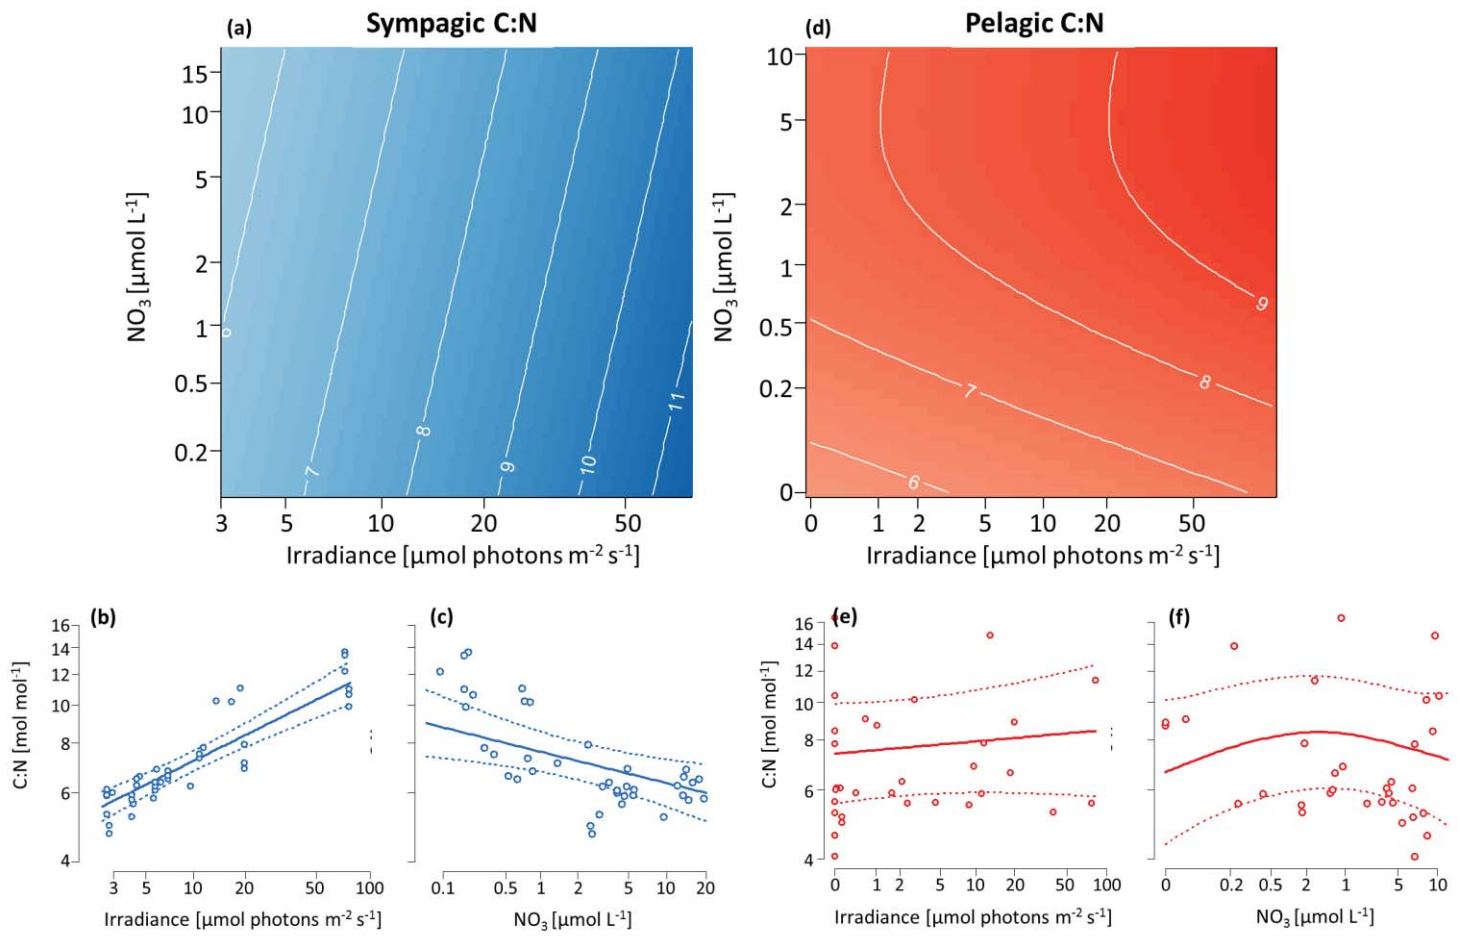 (a) Sympagic C:N
15
10
5
2
1
0.5
0.2
NO3 [µmol L-1]
6
7
8
9
10
11
3 5 10 20 50
Irradiance [µmol photons m-2 s-1]
(d) Pelagic C:N
10
5
2
1
0.5
0.2
0
NO3 [µmol L-1]
6
7
8
9
0 1 2 5 10 20 50
Irradiance [µmol photons m-2 s-1]
(b)
16
14
12
10
8
6
4
C:N [mol mol-1]
3 5 10 20 50 100
Irradiance [µmol photons m-2 s-1]
(c)
0.1 0.5 1 2 5 10 20
NO3 [µmol L-1]
(e)
16
14
12
10
8
6
4
C:N [mol mol-1]
0 1 2 5 10 20 50 100
Irradiance [µmol photons m-2 s-1]
(f)
0 0.2 0.5 2 1 5 10
NO3 [µmol L-1]